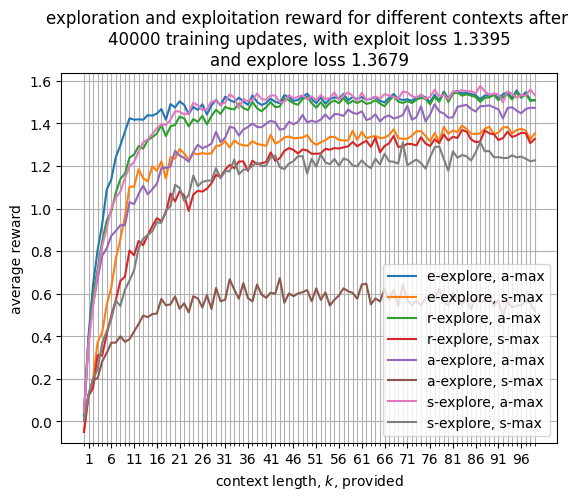 exploration and exploitation reward for different contexts after
40000 training updates, with exploit loss 1.3395
and explore loss 1.3679
average reward
1.6
1.4
1.2
1.0
0.8
0.6
0.4
0.2
0.0
e-explore, a-max
e-explore, s-max
r-explore, a-max
r-explore, s-max
a-explore, a-max
a-explore, s-max
s-explore, a-max
s-explore, s-max
1 6 11 16 21 26 31 36 41 46 51 56 61 66 71 76 81 86 91 96
context length, k, provided